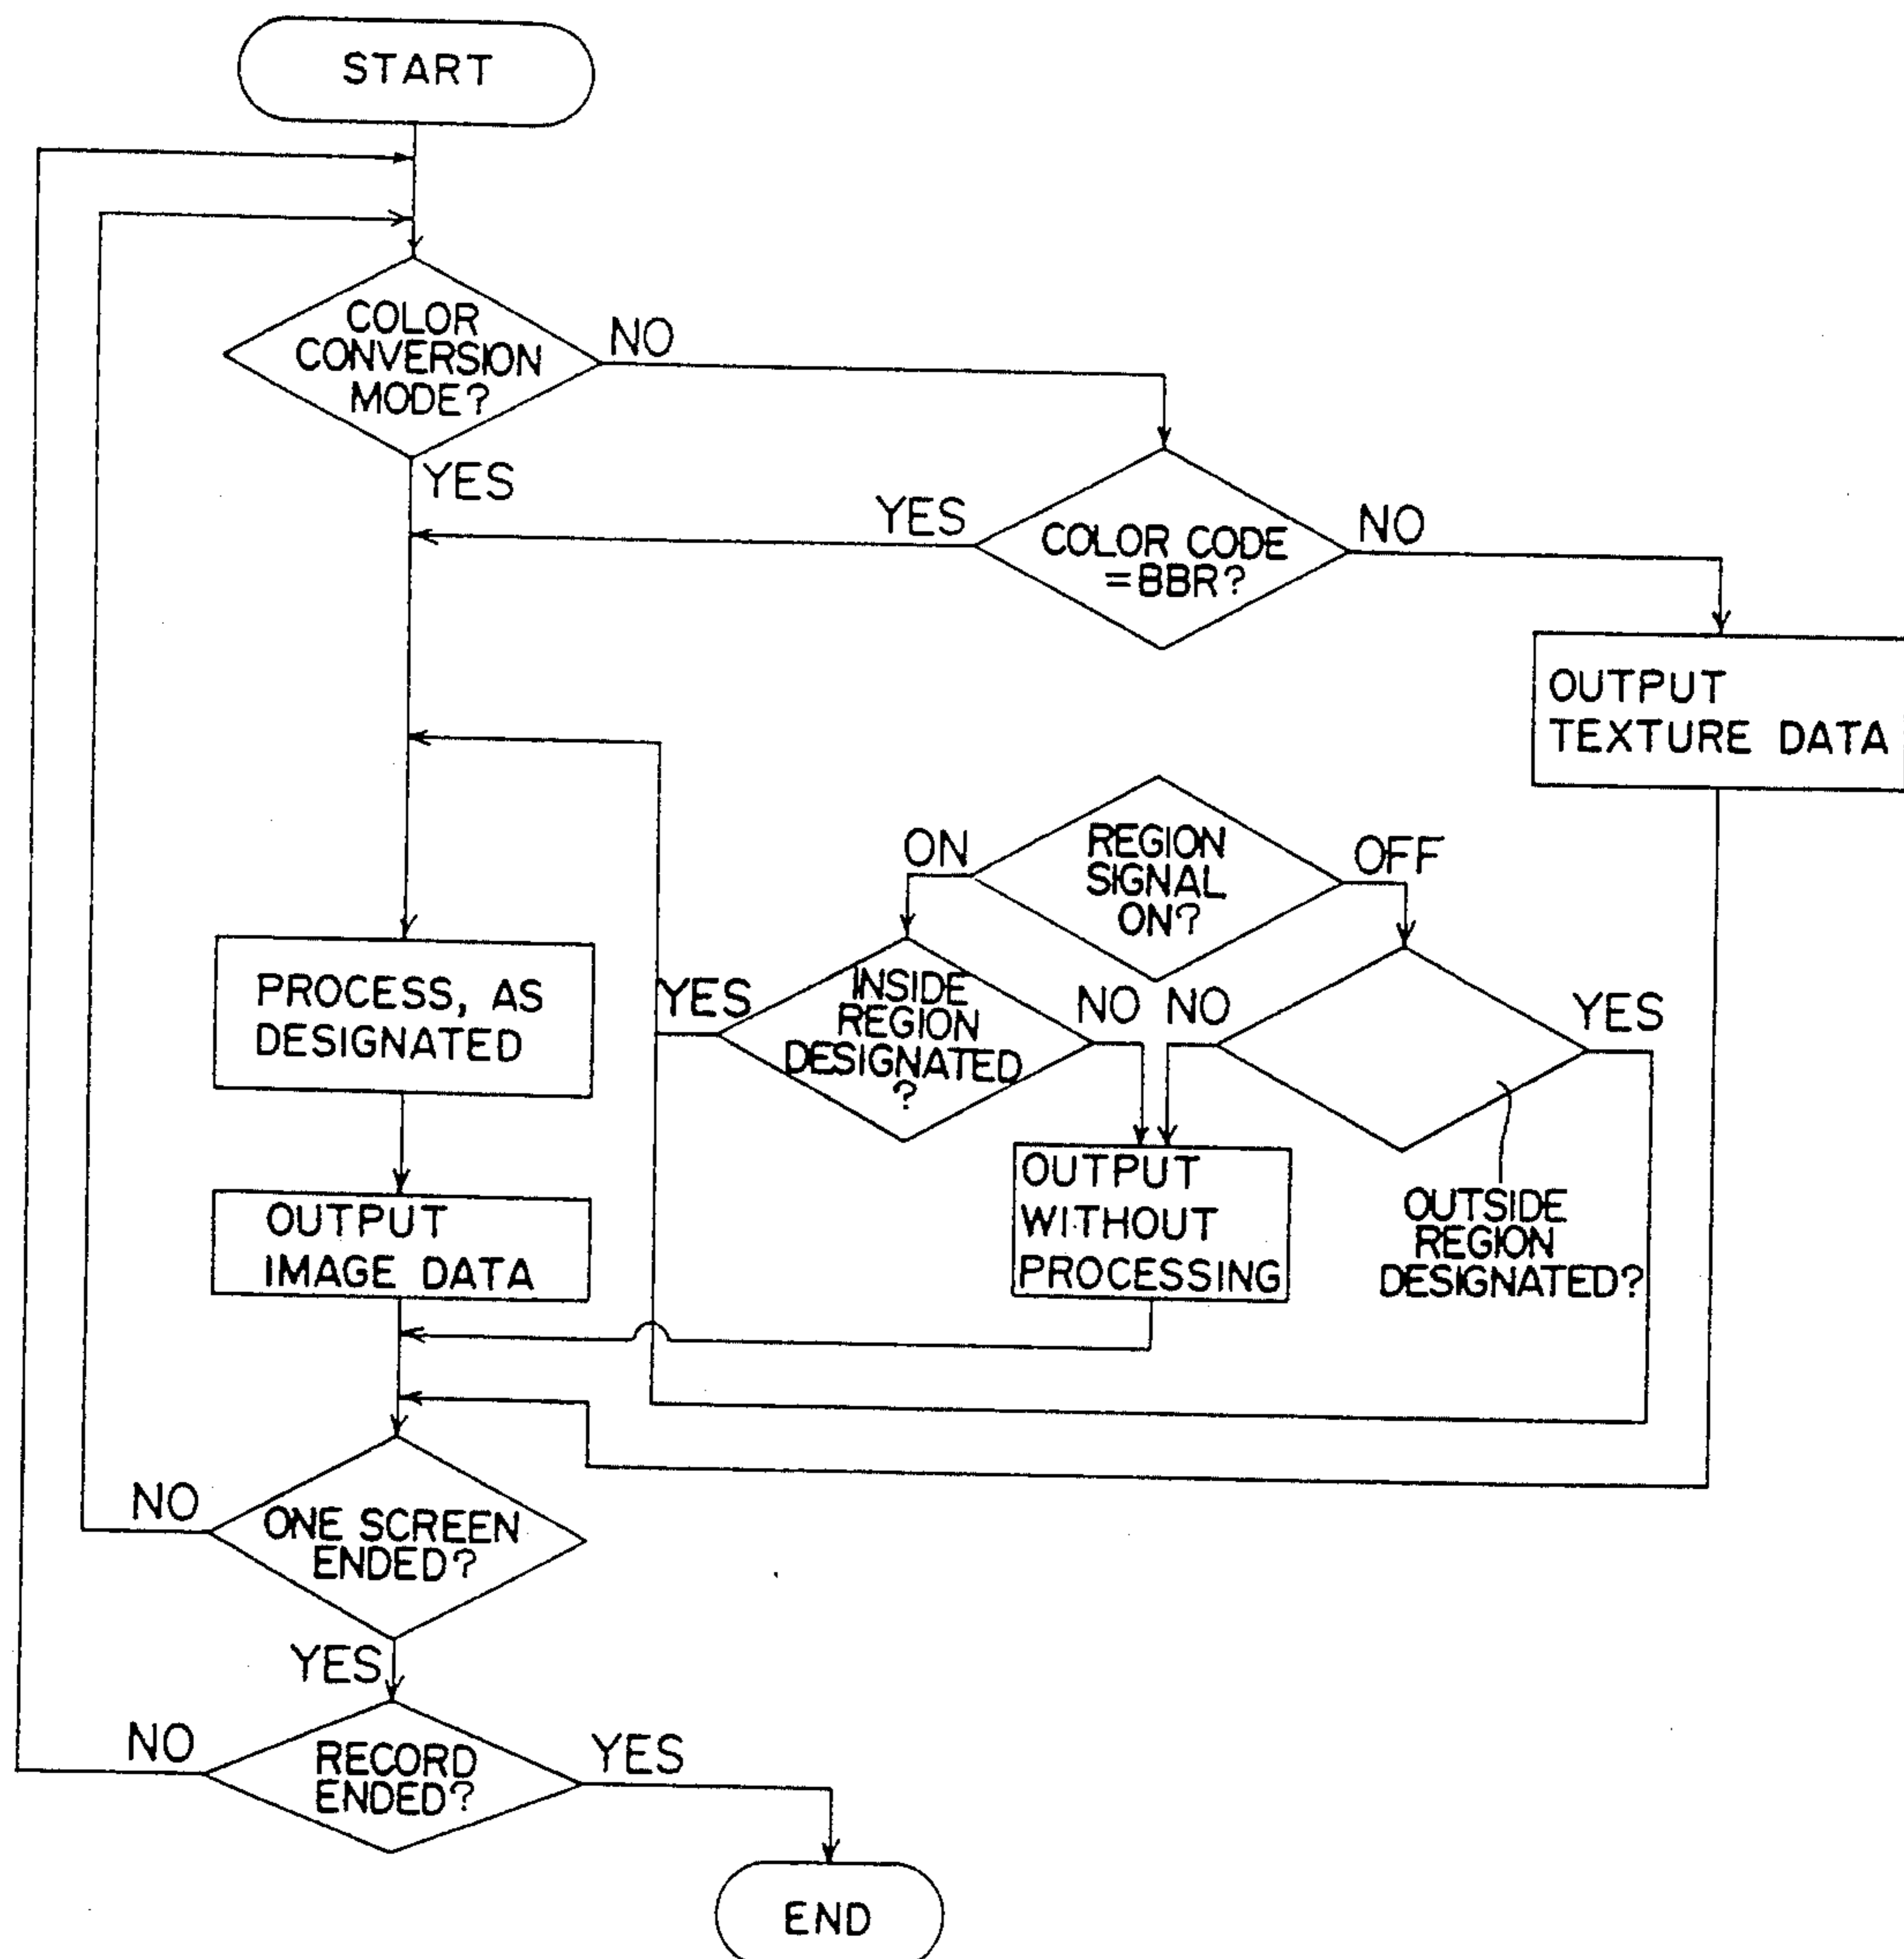 START
COLOR
CONVERSION
MODE?
NO
YES
YES
COLOR CODE
=BBR?
NO
OUTPUT
TEXTURE DATA
ON
REGION
SIGNAL
ON?
OFF
PROCESS, AS
DESIGNATED
YES
INSIDE
REGION
DESIGNATED
?
NO
NO
YES
OUTPUT
IMAGE DATA
OUTPUT
WITHOUT
PROCESSING
OUTSIDE
REGION
DESIGNATED?
NO
ONE SCREEN
ENDED?
YES
NO
RECORD
ENDED?
YES
END